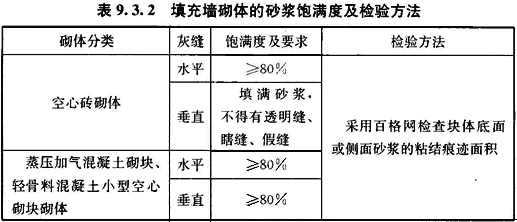 表 9.3.2 填充墙砌体的砂浆饱满度及检验方法
砌体分类 灰缝 饱满度及要求 检验方法
空心砖砌体
水平 ≥80%
垂直
填满砂浆，
不得有透明缝、
瞎缝、假缝
蒸压加气混凝土砌块、
轻骨料混凝土小型空心
砌块砌体
水平 ≥80%
垂直 ≥80%
采用百格网检查块体底面
或侧面砂浆的粘结痕迹面积